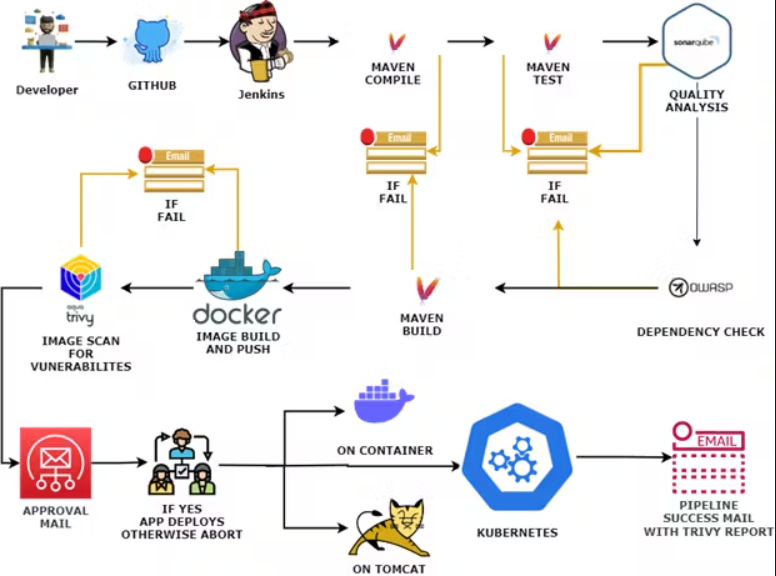 Developer
GITHUB
Jenkins
MAVEN
COMPILE
MAVEN
TEST
sonarqube
QUALITY
ANALYSIS
Email
IF
FAIL
Email
IF
FAIL
Email
IF
FAIL
aqua
trivy
IMAGE SCAN
FOR
VUNERABILITES
docker
IMAGE BUILD
AND PUSH
MAVEN
BUILD
OWASP
DEPENDENCY CHECK
APPROVAL
MAIL
IF YES
APP DEPLOYS
OTHERWISE ABORT
ON CONTAINER
ON TOMCAT
KUBERNETES
EMAIL
PIPELINE
SUCCESS MAIL
WITH TRIVY REPORT